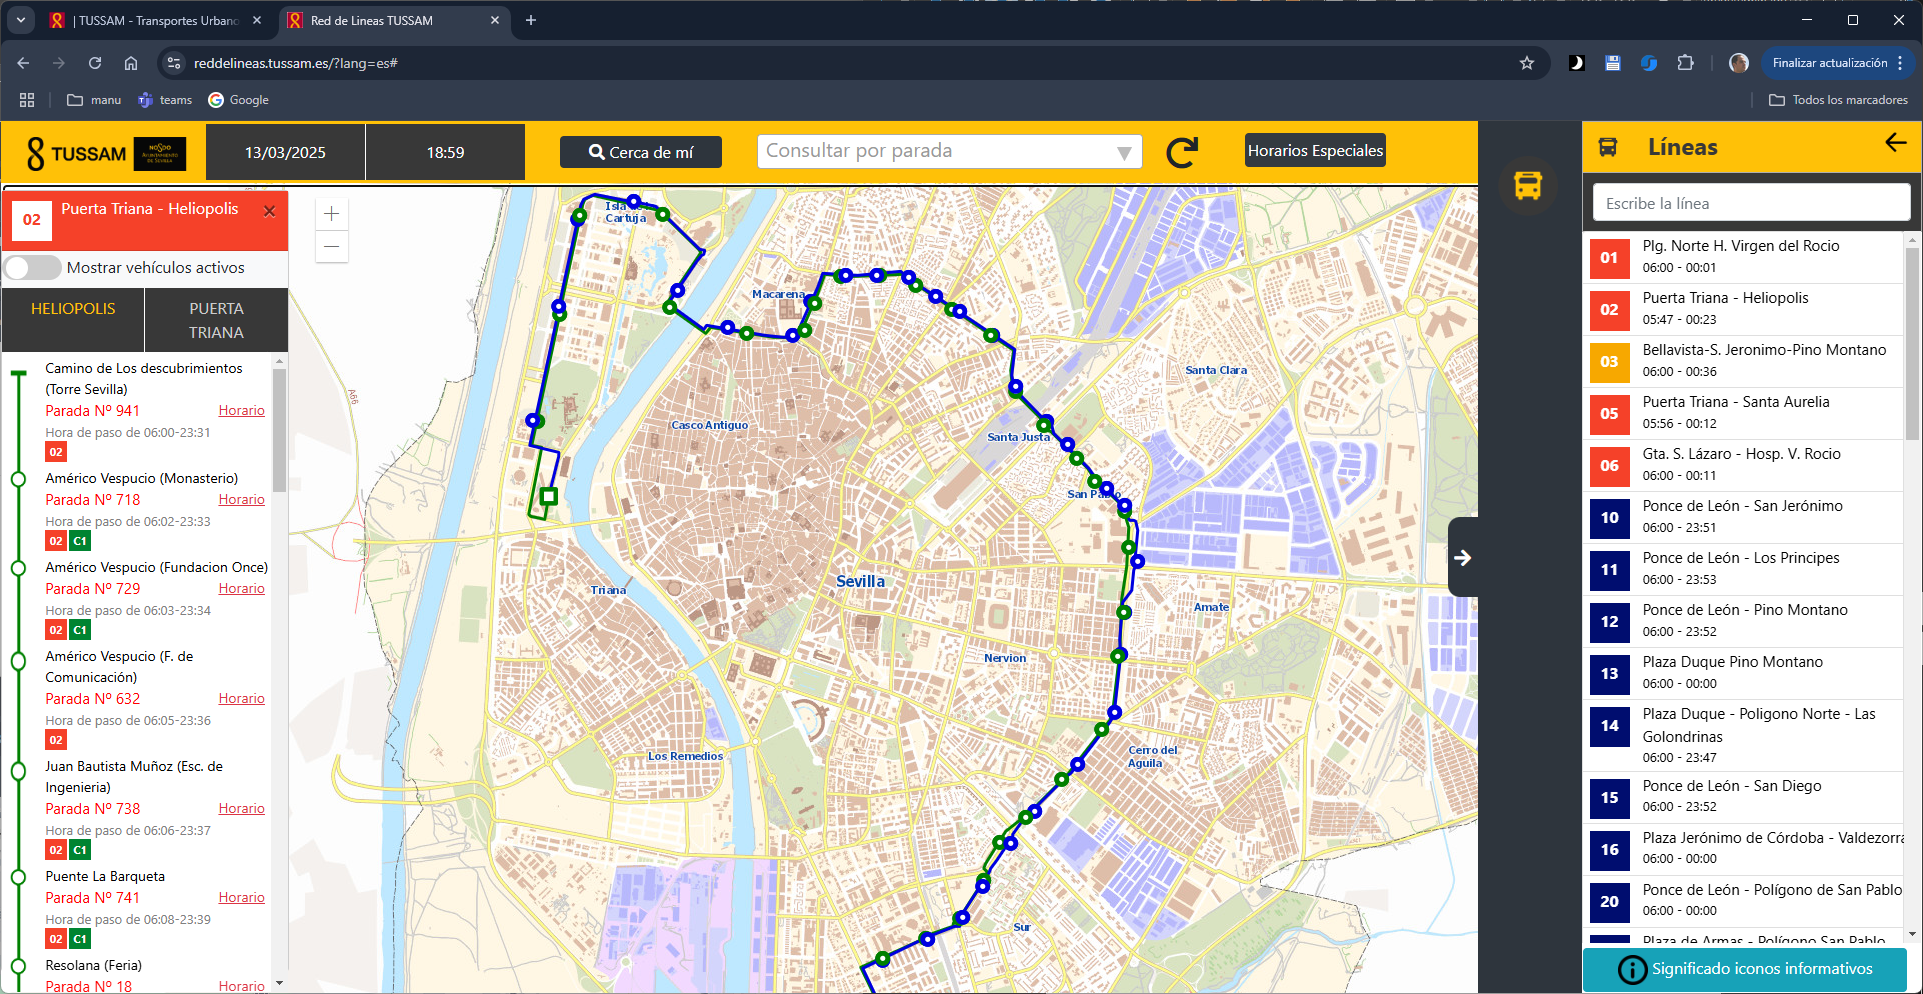 | TUSSAM - Transportes Urbano
Red de Lineas TUSSAM
reddelineas.tussam.es/?lang=es#
Finalizar actualización
manu
teams
Google
Todos los marcadores
TUSSAM
NO8DO
13/03/2025
18:59
Cerca de mí
Consultar por parada
Horarios Especiales
Líneas
02
Puerta Triana - Heliopolis
Mostrar vehículos activos
HELIOPOLIS
PUERTA TRIANA
Camino de Los descubrimientos
(Torre Sevilla)
Parada Nº 941
Horario
Hora de paso de 06:00-23:31
02
Américo Vespucio (Monasterio)
Parada Nº 718
Horario
Hora de paso de 06:02-23:33
02 C1
Américo Vespucio (Fundacion Once)
Parada Nº 729
Horario
Hora de paso de 06:03-23:34
02 C1
Américo Vespucio (F. de
Comunicación)
Parada Nº 632
Horario
Hora de paso de 06:05-23:36
02
Juan Bautista Muñoz (Esc. de
Ingenieria)
Parada Nº 738
Horario
Hora de paso de 06:06-23:37
02 C1
Puente La Barqueta
Parada Nº 741
Horario
Hora de paso de 06:08-23:39
02 C1
Resolana (Feria)
Parada Nº 18
Horario
+
−
Cartuja
Macarena
A66
Santa Clara
Casco Antiguo
Santa Justa
Sevilla
Triana
Amate
Nervion
Los Remedios
Cerro del
Aguila
Sur
Escribe la línea
01
Plg. Norte H. Virgen del Rocio
06:00 - 00:01
02
Puerta Triana - Heliopolis
05:47 - 00:23
03
Bellavista-S. Jeronimo-Pino Montano
06:00 - 00:36
05
Puerta Triana - Santa Aurelia
05:56 - 00:12
06
Gta. S. Lázaro - Hosp. V. Rocio
06:00 - 00:11
10
Ponce de León - San Jerónimo
06:00 - 23:51
11
Ponce de León - Los Principes
06:00 - 23:53
12
Ponce de León - Pino Montano
06:00 - 23:52
13
Plaza Duque Pino Montano
06:00 - 00:00
14
Plaza Duque - Poligono Norte - Las
Golondrinas
06:00 - 23:47
15
Ponce de León - San Diego
06:00 - 23:52
16
Plaza Jerónimo de Córdoba - Valdezorra
06:00 - 00:00
20
Ponce de León - Polígono de San Pablo
06:00 - 00:00
Plaza de Armas - Polígono San Pablo
Significado iconos informativos